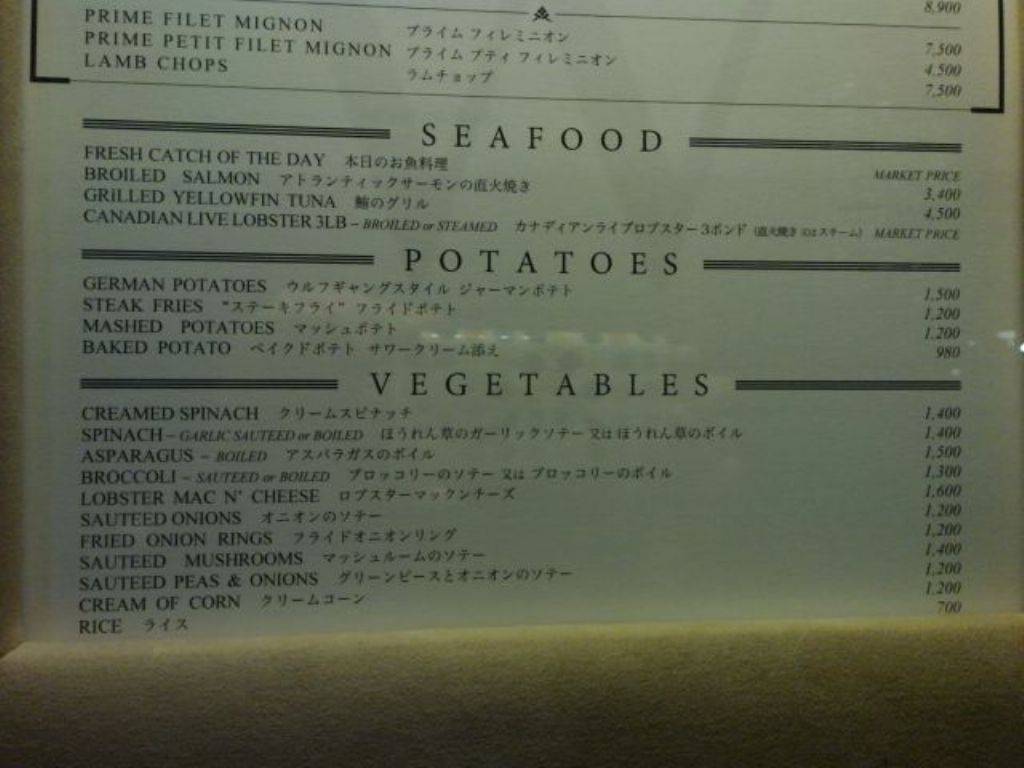 8,900
PRIME FILET MIGNON プライム フィレミニオン 7,500
PRIME PETIT FILET MIGNON プライム プティ フィレミニオン 4,500
LAMB CHOPS ラムチョップ 7,500
SEAFOOD
FRESH CATCH OF THE DAY 本日のお魚料理 MARKET PRICE
BROILED SALMON アトランティックサーモンの直火焼き 3,400
GRILLED YELLOWFIN TUNA 鮪のグリル 4,500
CANADIAN LIVE LOBSTER 3LB – BROILED or STEAMED カナディアンライブロブスター 3ポンド (直火焼き 又はスチーム) MARKET PRICE
POTATOES
GERMAN POTATOES ウルフギャングスタイル ジャーマンポテト 1,500
STEAK FRIES "ステーキフライ" フライドポテト 1,200
MASHED POTATOES マッシュポテト 1,200
BAKED POTATO ベイクドポテト サワークリーム添え 980
VEGETABLES
CREAMED SPINACH クリームスピナッチ 1,400
SPINACH – GARLIC SAUTEED or BOILED ほうれん草のガーリックソテー 又は ほうれん草のボイル 1,400
ASPARAGUS – BOILED アスパラガスのボイル 1,500
BROCCOLI – SAUTEED or BOILED ブロッコリーのソテー 又は ブロッコリーのボイル 1,300
LOBSTER MAC N' CHEESE ロブスターマックンチーズ 1,600
SAUTEED ONIONS オニオンのソテー 1,200
FRIED ONION RINGS フライドオニオンリング 1,200
SAUTEED MUSHROOMS マッシュルームのソテー 1,400
SAUTEED PEAS & ONIONS グリーンピースとオニオンのソテー 1,200
CREAM OF CORN クリームコーン 1,200
RICE ライス 700